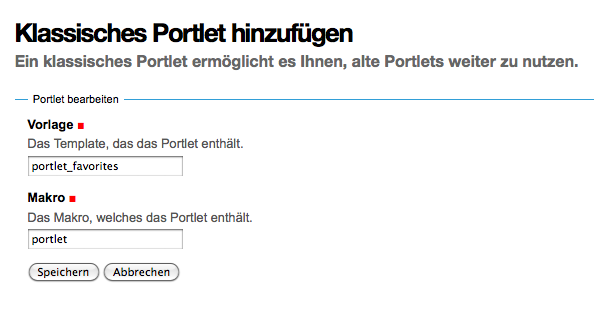 Klassisches Portlet hinzufügen
Ein klassisches Portlet ermöglicht es Ihnen, alte Portlets weiter zu nutzen.
Portlet bearbeiten
Vorlage
Das Template, das das Portlet enthält.
portlet_favorites
Makro
Das Makro, welches das Portlet enthält.
portlet
Speichern Abbrechen